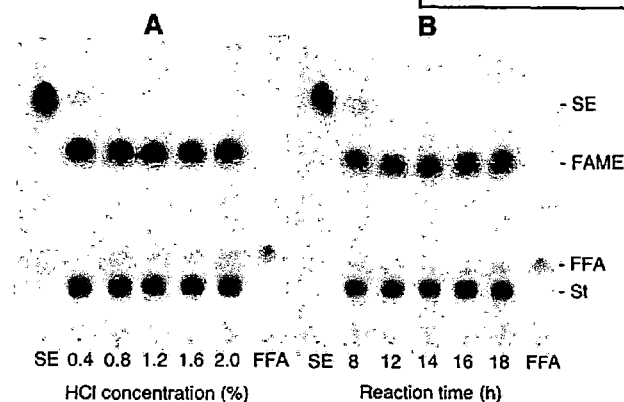 A B
- SE
- FAME
- FFA
- St
SE 0.4 0.8 1.2 1.6 2.0 FFA SE 8 12 14 16 18 FFA
HCl concentration (%) Reaction time (h)